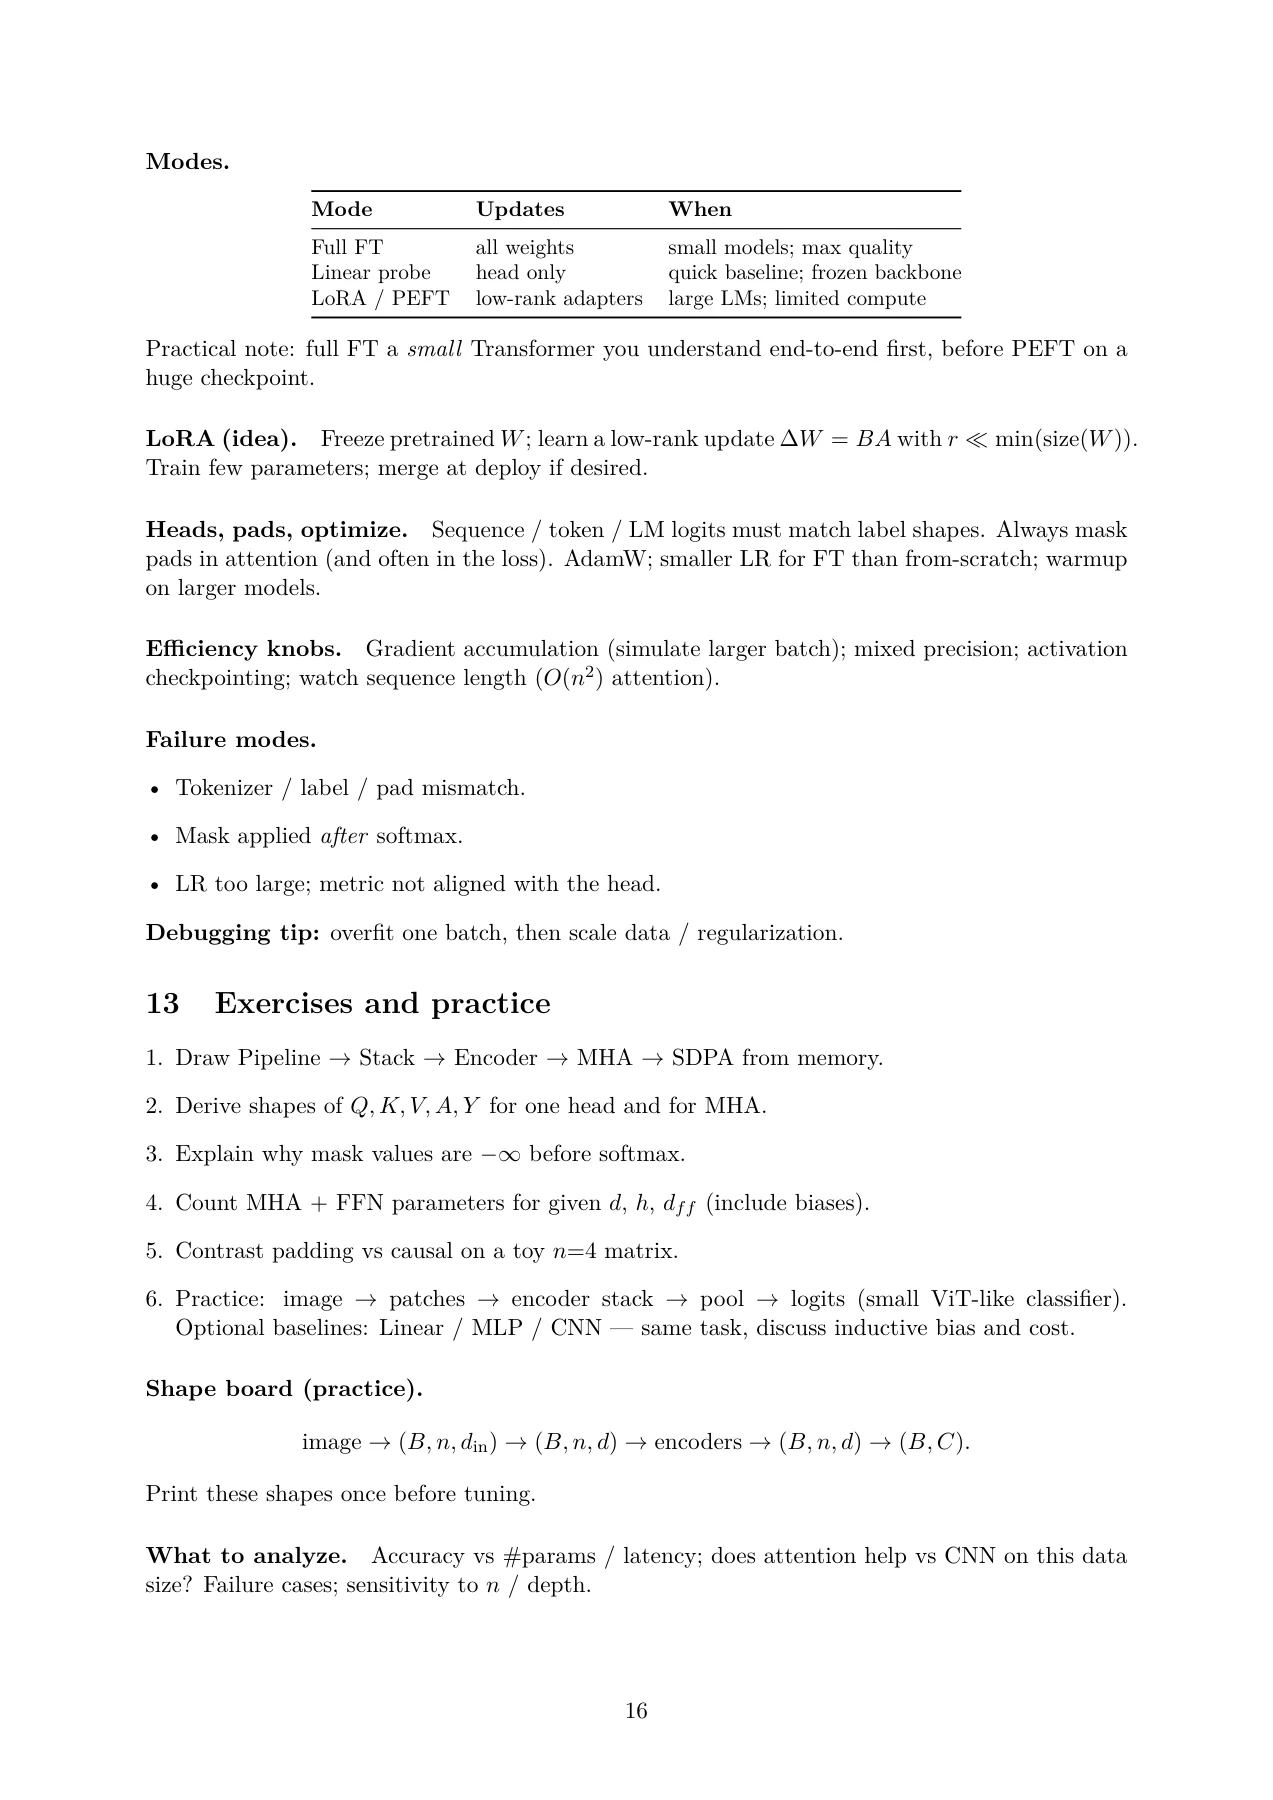 Modes.
Mode Updates When
Full FT all weights small models; max quality
Linear probe head only quick baseline; frozen backbone
LoRA / PEFT low-rank adapters large LMs; limited compute
Practical note: full FT a small Transformer you understand end-to-end first, before PEFT on a
huge checkpoint.
LoRA (idea). Freeze pretrained W; learn a low-rank update ΔW = BA with r ≪ min(size(W)).
Train few parameters; merge at deploy if desired.
Heads, pads, optimize. Sequence / token / LM logits must match label shapes. Always mask
pads in attention (and often in the loss). AdamW; smaller LR for FT than from-scratch; warmup
on larger models.
Efficiency knobs. Gradient accumulation (simulate larger batch); mixed precision; activation
checkpointing; watch sequence length (O(n²) attention).
Failure modes.
• Tokenizer / label / pad mismatch.
• Mask applied after softmax.
• LR too large; metric not aligned with the head.
Debugging tip: overfit one batch, then scale data / regularization.
13 Exercises and practice
1. Draw Pipeline → Stack → Encoder → MHA → SDPA from memory.
2. Derive shapes of Q, K, V, A, Y for one head and for MHA.
3. Explain why mask values are −∞ before softmax.
4. Count MHA + FFN parameters for given d, h, d_ff (include biases).
5. Contrast padding vs causal on a toy n=4 matrix.
6. Practice: image → patches → encoder stack → pool → logits (small ViT-like classifier).
Optional baselines: Linear / MLP / CNN — same task, discuss inductive bias and cost.
Shape board (practice).
image → (B, n, d_in) → (B, n, d) → encoders → (B, n, d) → (B, C).
Print these shapes once before tuning.
What to analyze. Accuracy vs #params / latency; does attention help vs CNN on this data
size? Failure cases; sensitivity to n / depth.
16